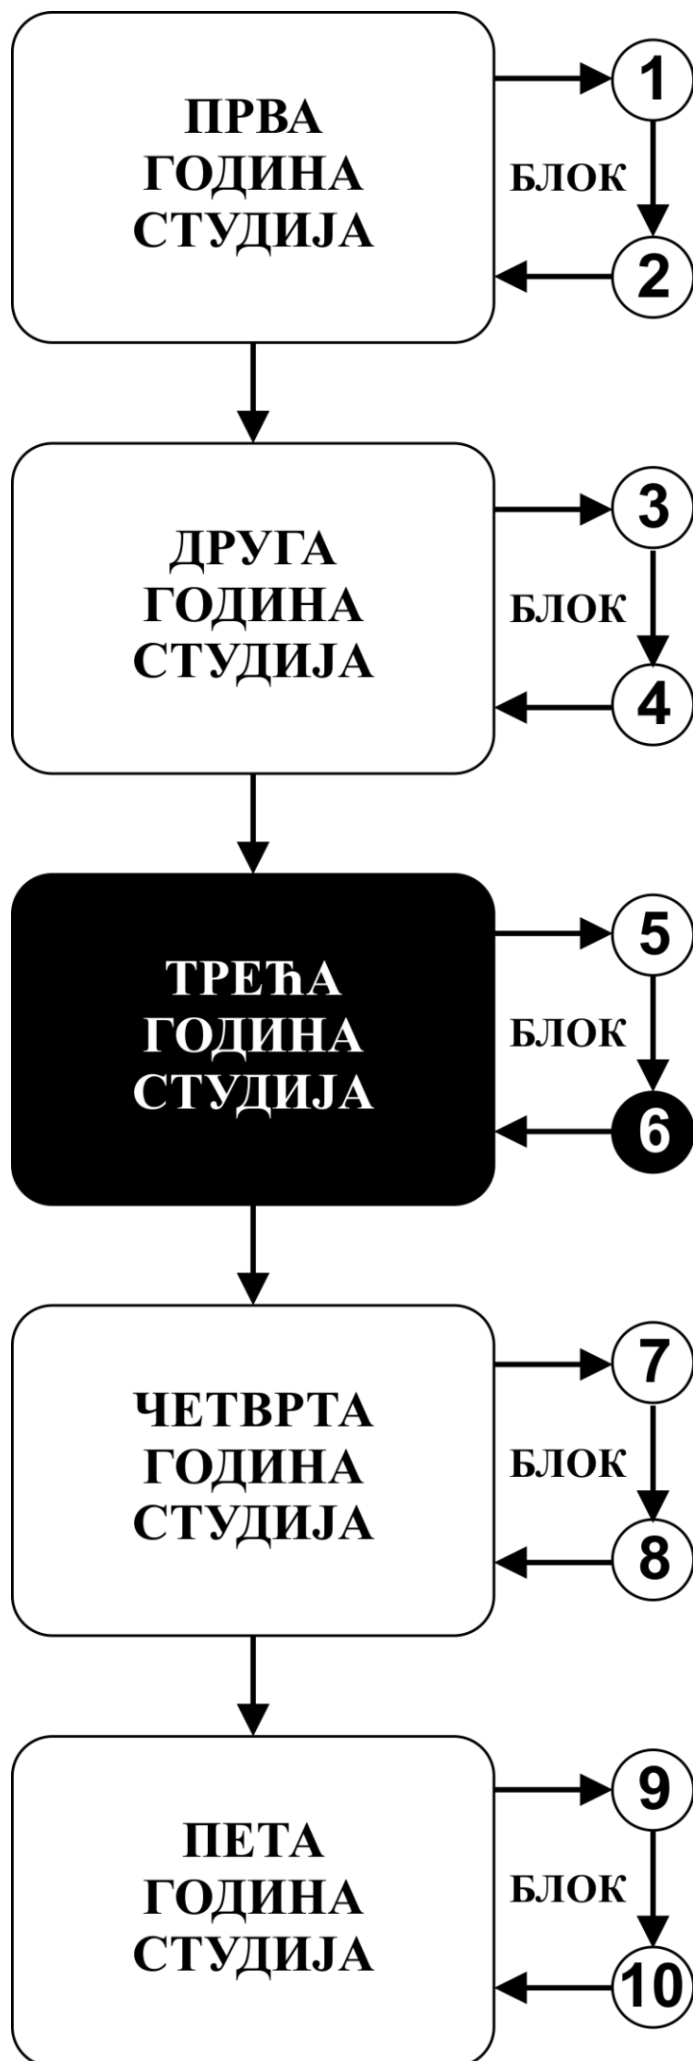 ПРВА
ГОДИНА
СТУДИЈА
1
БЛОК
2
ДРУГА
ГОДИНА
СТУДИЈА
3
БЛОК
4
ТРЕЋА
ГОДИНА
СТУДИЈА
5
БЛОК
6
ЧЕТВРТА
ГОДИНА
СТУДИЈА
7
БЛОК
8
ПЕТА
ГОДИНА
СТУДИЈА
9
БЛОК
10